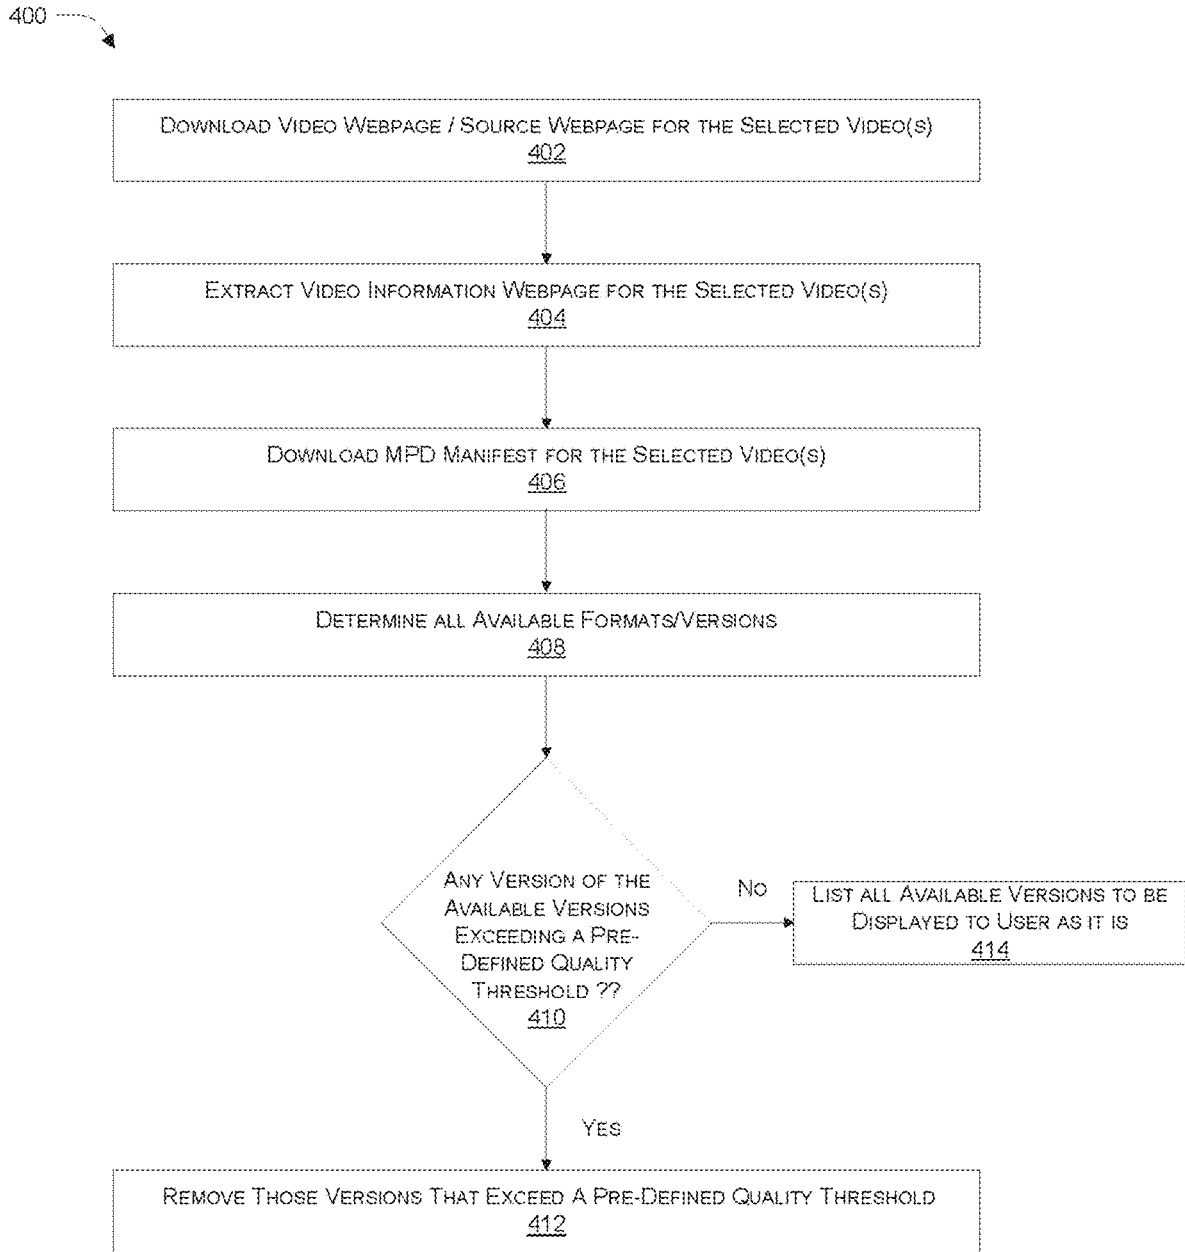 400
DOWNLOAD VIDEO WEBPAGE / SOURCE WEBPAGE FOR THE SELECTED VIDEO(S)
402
EXTRACT VIDEO INFORMATION WEBPAGE FOR THE SELECTED VIDEO(S)
404
DOWNLOAD MPD MANIFEST FOR THE SELECTED VIDEO(S)
406
DETERMINE ALL AVAILABLE FORMATS/VERSIONS
408
ANY VERSION OF THE
AVAILABLE VERSIONS
EXCEEDING A PRE-
DEFINED QUALITY
THRESHOLD ??
410
NO
LIST ALL AVAILABLE VERSIONS TO BE
DISPLAYED TO USER AS IT IS
414
YES
REMOVE THOSE VERSIONS THAT EXCEED A PRE-DEFINED QUALITY THRESHOLD
412